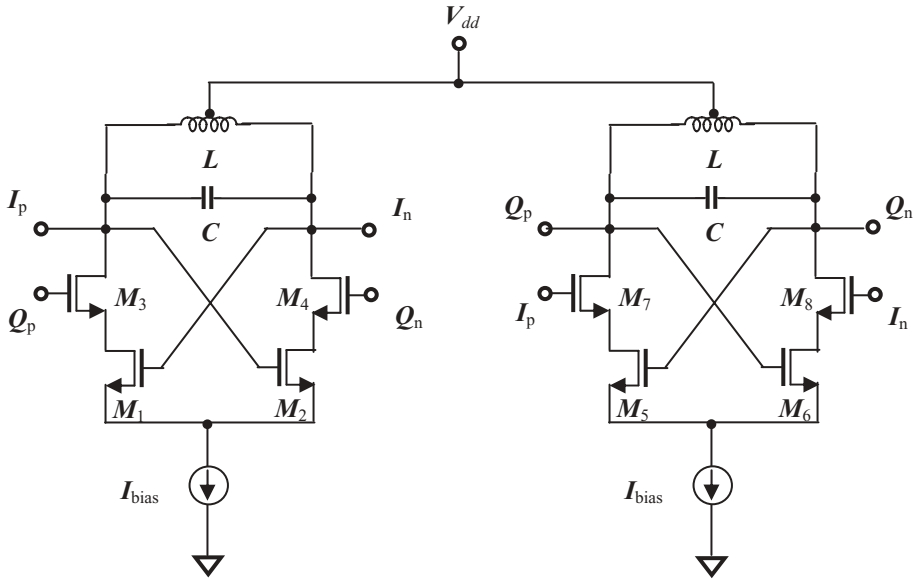 V_dd
L L
I_p I_n Q_p Q_n
C C
M_3 M_4 M_7 M_8
Q_p Q_n I_p I_n
M_1 M_2 M_5 M_6
I_bias I_bias